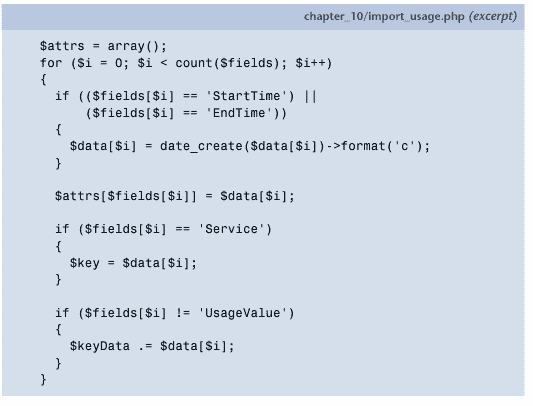 chapter_10/import_usage.php (excerpt)
$attrs = array();
for ($i = 0; $i < count($fields); $i++)
{
  if (($fields[$i] == 'StartTime') ||
      ($fields[$i] == 'EndTime'))
  {
    $data[$i] = date_create($data[$i])->format('c');
  }

  $attrs[$fields[$i]] = $data[$i];

  if ($fields[$i] == 'Service')
  {
    $key = $data[$i];
  }

  if ($fields[$i] != 'UsageValue')
  {
    $keyData .= $data[$i];
  }
}